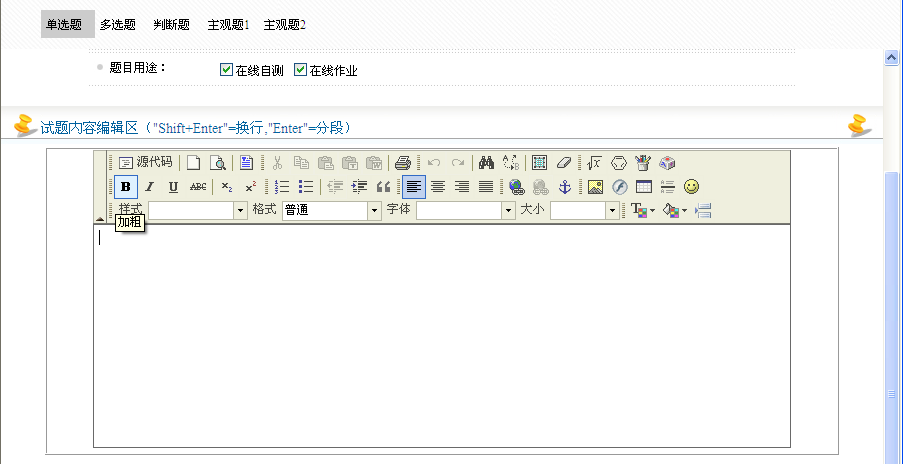 单选题 多选题 判断题 主观题1 主观题2
题目用途： 在线自测 在线作业
试题内容编辑区（"Shift+Enter"=换行,"Enter"=分段）
源代码
B I U ABC x₂ x²
样式 格式 普通 字体 大小
加粗